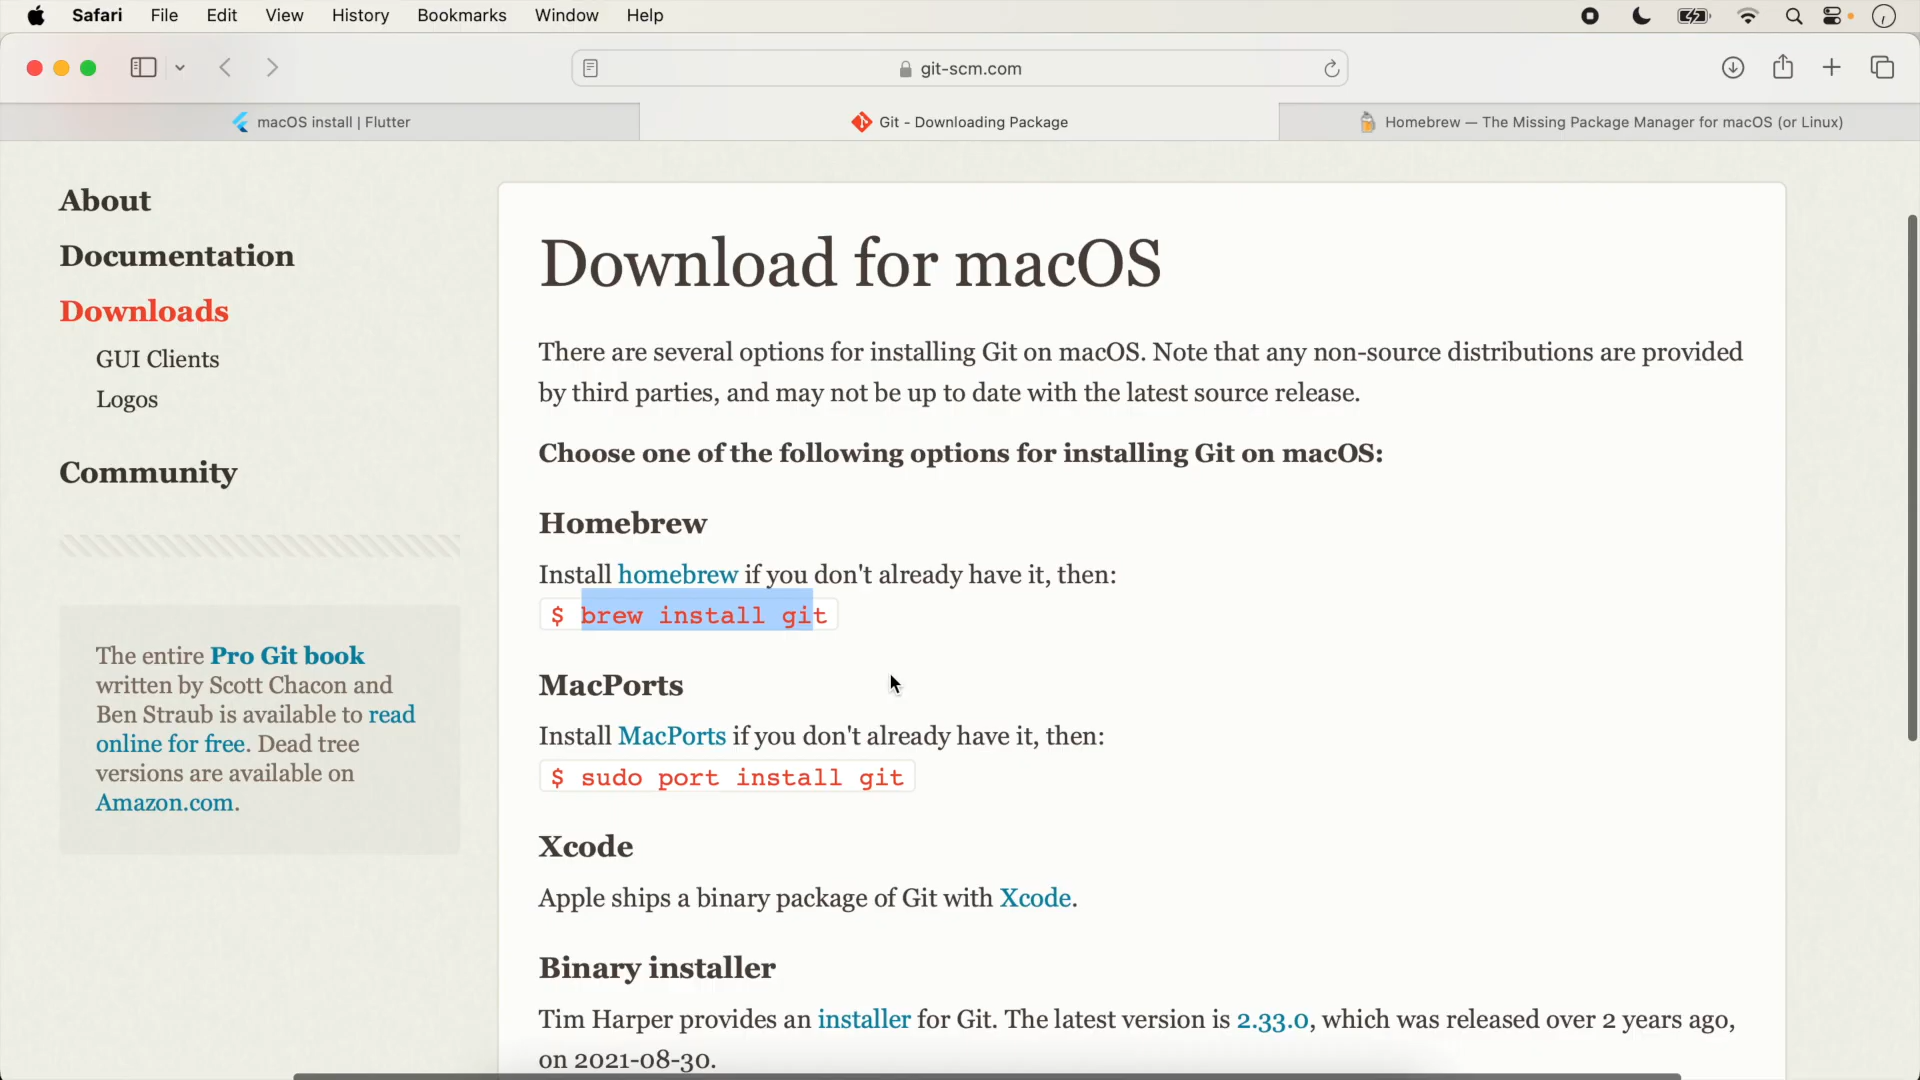 Safari File Edit View History Bookmarks Window Help
git-scm.com
macOS install | Flutter
Git - Downloading Package
Homebrew — The Missing Package Manager for macOS (or Linux)
About
Documentation
Downloads
GUI Clients
Logos
Community
The entire Pro Git book
written by Scott Chacon and
Ben Straub is available to read
online for free. Dead tree
versions are available on
Amazon.com.
Download for macOS
There are several options for installing Git on macOS. Note that any non-source distributions are provided
by third parties, and may not be up to date with the latest source release.
Choose one of the following options for installing Git on macOS:
Homebrew
Install homebrew if you don't already have it, then:
$ brew install git
MacPorts
Install MacPorts if you don't already have it, then:
$ sudo port install git
Xcode
Apple ships a binary package of Git with Xcode.
Binary installer
Tim Harper provides an installer for Git. The latest version is 2.33.0, which was released over 2 years ago,
on 2021-08-30.